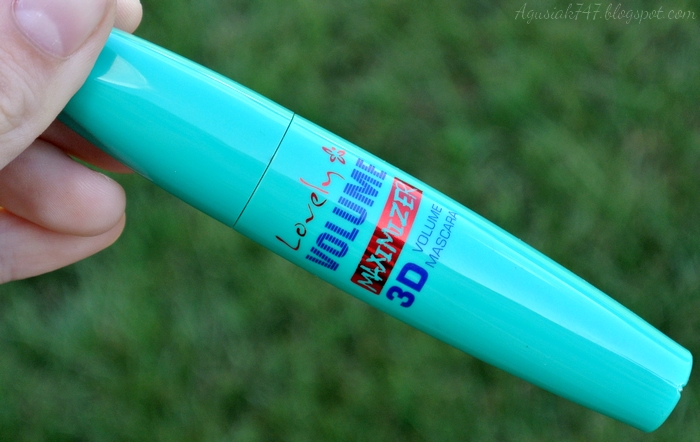 Agusiak747.blogspot.com
Lovely
VOLUME
MAXIMIZER
3D VOLUME
MASCARA